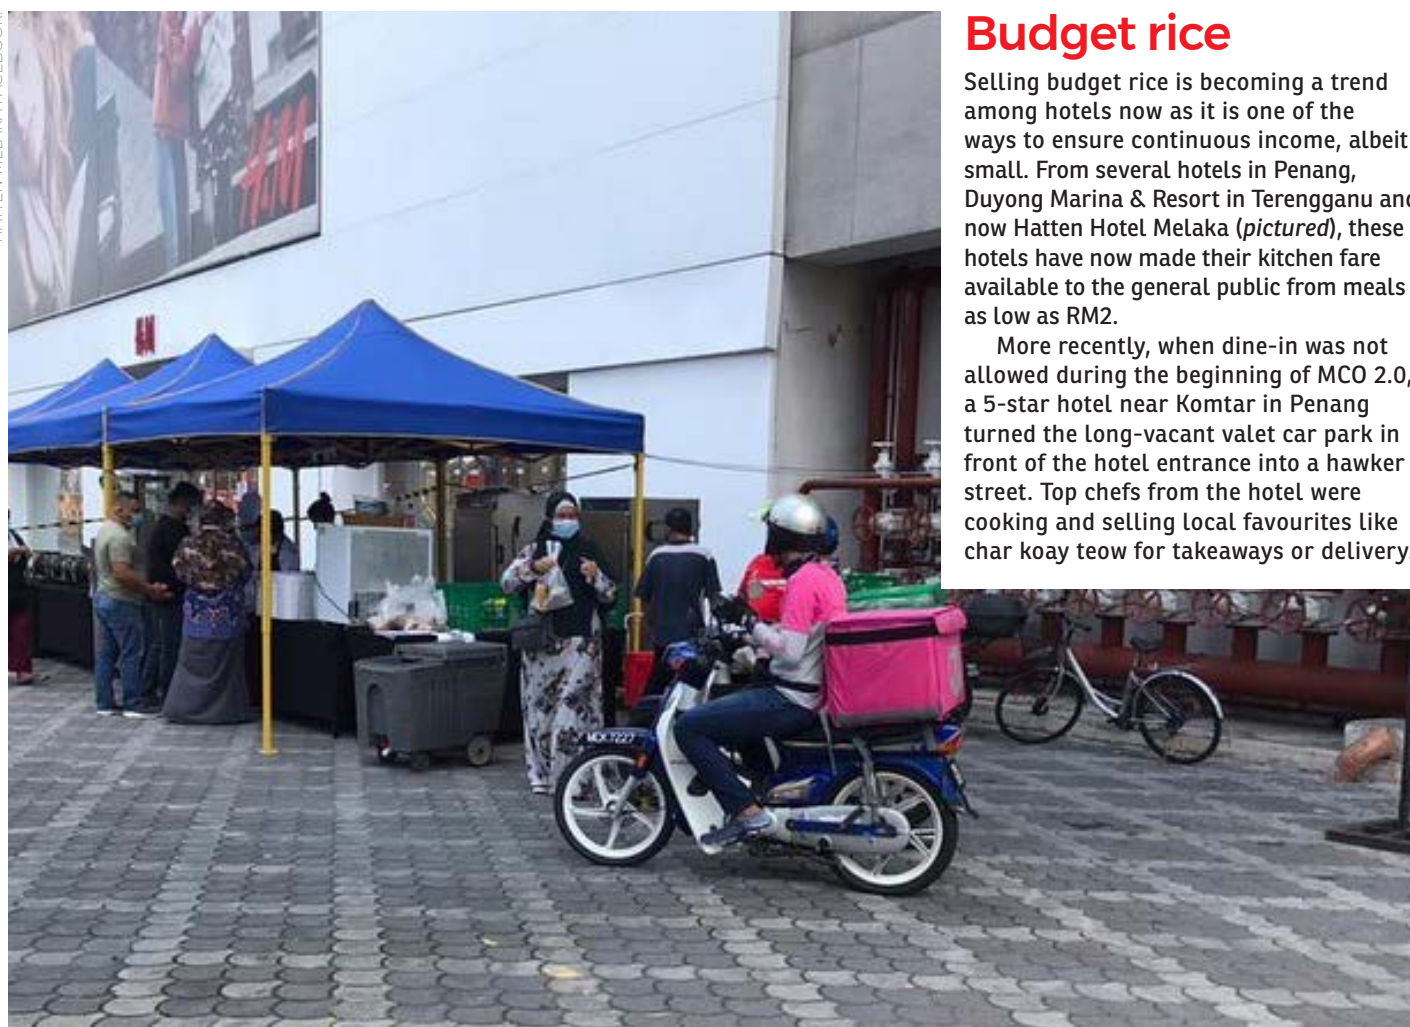 Budget rice
Selling budget rice is becoming a trend
among hotels now as it is one of the
ways to ensure continuous income, albeit
small. From several hotels in Penang,
Duyong Marina & Resort in Terengganu and
now Hatten Hotel Melaka (pictured), these
hotels have now made their kitchen fare
available to the general public from meals
as low as RM2.
More recently, when dine-in was not
allowed during the beginning of MCO 2.0,
a 5-star hotel near Komtar in Penang
turned the long-vacant valet car park in
front of the hotel entrance into a hawker
street. Top chefs from the hotel were
cooking and selling local favourites like
char koay teow for takeaways or delivery.
H&M
H&M